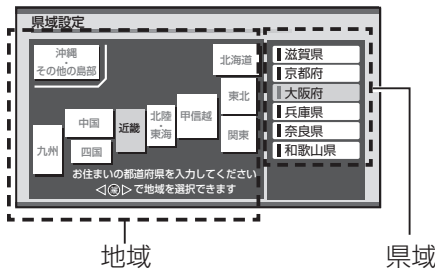 県域設定
沖縄
・
その他の島部
北海道
東北
関東
甲信越
北陸
・
東海
近畿
中国
四国
九州
お住まいの都道府県を入力してください
◁ ▷で地域を選択できます
滋賀県
京都府
大阪府
兵庫県
奈良県
和歌山県
地域
県域